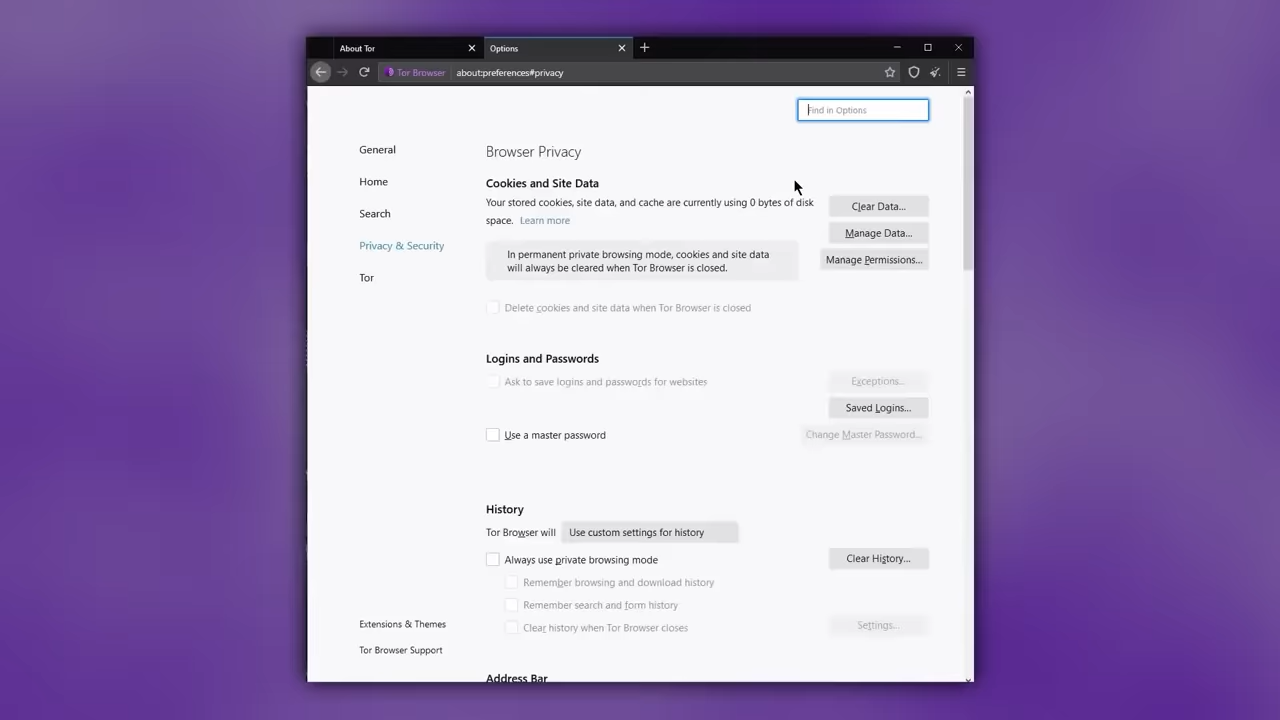 About Tor
Options
Tor Browser
about:preferences#privacy
Find in Options
General
Home
Search
Privacy & Security
Tor
Extensions & Themes
Tor Browser Support
Browser Privacy
Cookies and Site Data
Your stored cookies, site data, and cache are currently using 0 bytes of disk
space. Learn more
Clear Data...
Manage Data...
Manage Permissions...
In permanent private browsing mode, cookies and site data
will always be cleared when Tor Browser is closed.
Delete cookies and site data when Tor Browser is closed
Logins and Passwords
Ask to save logins and passwords for websites
Exceptions...
Saved Logins...
Use a master password
Change Master Password...
History
Tor Browser will Use custom settings for history
Always use private browsing mode
Clear History...
Remember browsing and download history
Remember search and form history
Clear history when Tor Browser closes
Settings...
Address Bar